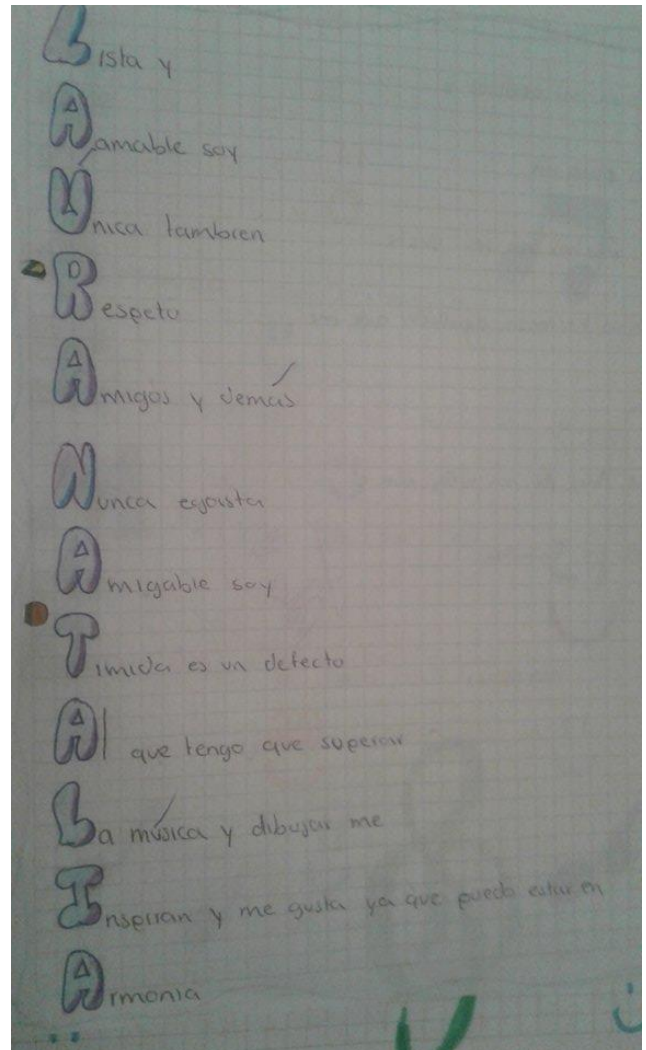 Lista y
Aamable soy
Única tambien
Respeto
Amigos y demás
Nunca egoista
Amigable soy
Timida es un defecto
Al que tengo que superar
La música y dibujar me
Inspiran y me gusta ya que puedo estar en
Armonia